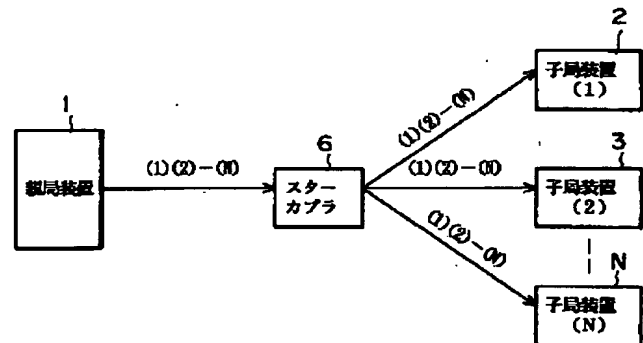 1
親局装置
(1)(2)-(N)
6
スター
カプラ
(1)(2)-(N)
(1)(2)-(N)
(1)(2)-(N)
2
子局装置
(1)
3
子局装置
(2)
N
子局装置
(N)